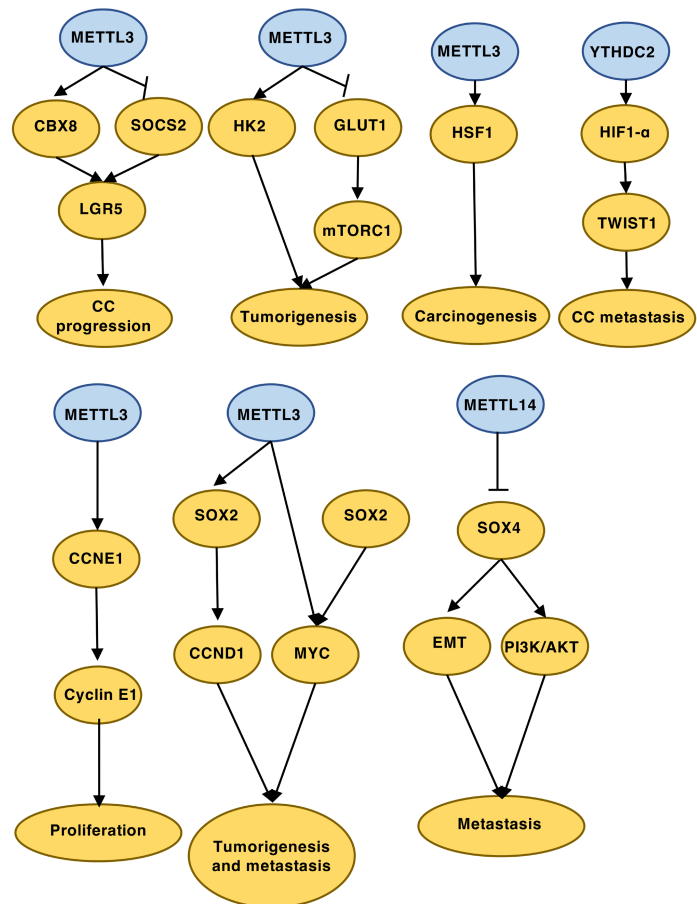 METTL3
METTL3
METTL3
YTHDC2
CBX8
SOCS2
HK2
GLUT1
HSF1
HIF1-α
LGR5
mTORC1
TWIST1
CC
progression
Tumorigenesis
Carcinogenesis
CC metastasis
METTL3
METTL3
METTL14
SOX2
SOX2
SOX4
CCNE1
CCND1
MYC
EMT
PI3K/AKT
Cyclin E1
Proliferation
Tumorigenesis
and metastasis
Metastasis